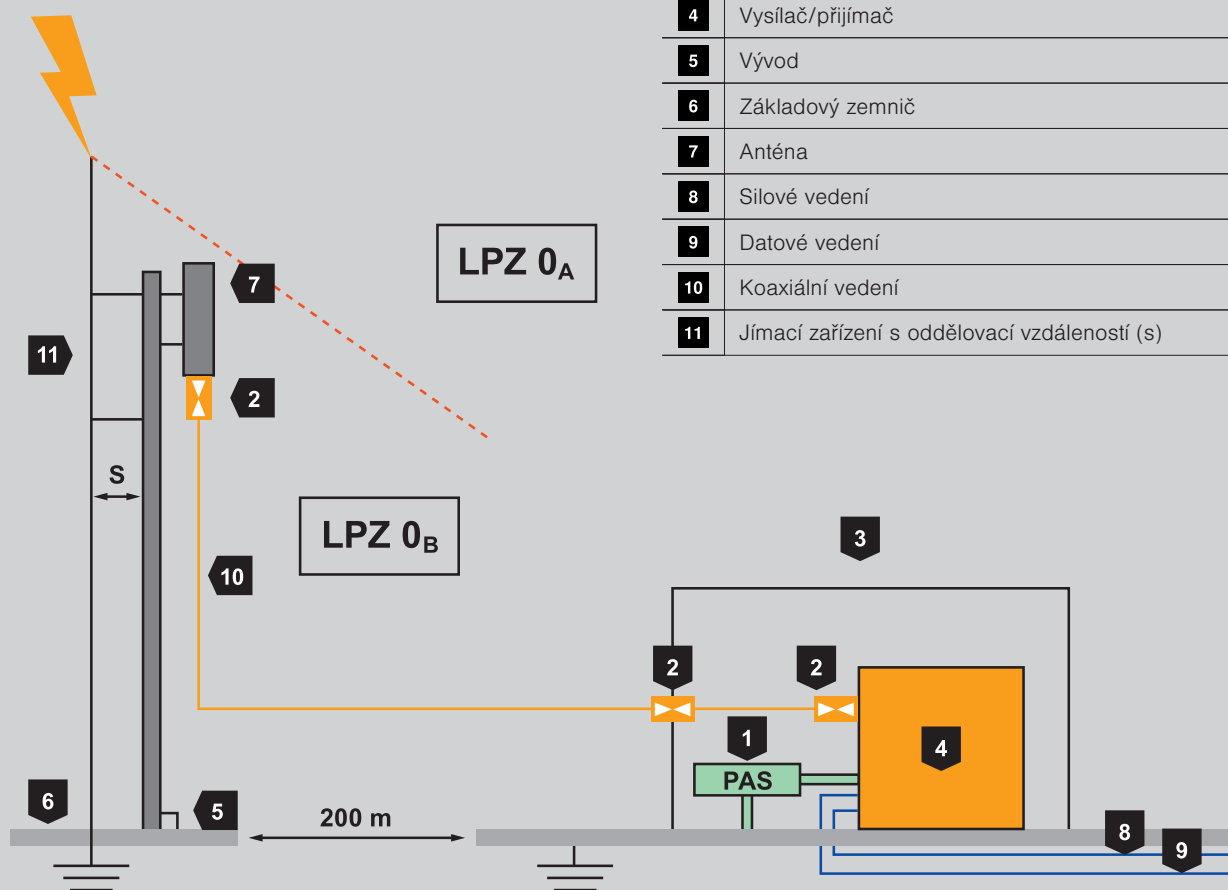 4 Vysílač/přijímač
5 Vývod
6 Základový zemnič
7 Anténa
8 Silové vedení
9 Datové vedení
10 Koaxiální vedení
11 Jímací zařízení s oddělovací vzdáleností (s)
LPZ 0A
7
11
2
S
LPZ 0B
3
10
2
2
1
4
PAS
6
5
200 m
8
9